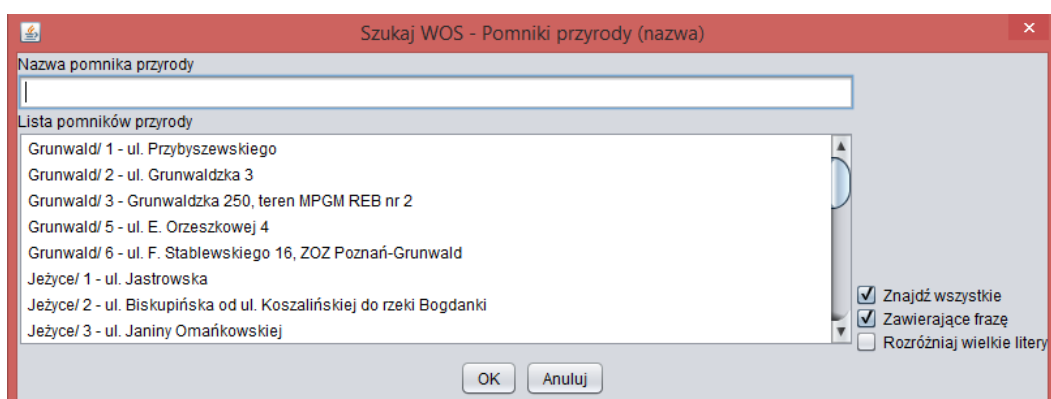 Szukaj WOS - Pomniki przyrody (nazwa)
Nazwa pomnika przyrody
Lista pomników przyrody
Grunwald/ 1 - ul. Przybyszewskiego
Grunwald/ 2 - ul. Grunwaldzka 3
Grunwald/ 3 - Grunwaldzka 250, teren MPGM REB nr 2
Grunwald/ 5 - ul. E. Orzeszkowej 4
Grunwald/ 6 - ul. F. Stablewskiego 16, ZOZ Poznań-Grunwald
Jeżyce/ 1 - ul. Jastrowska
Jeżyce/ 2 - ul. Biskupińska od ul. Koszalińskiej do rzeki Bogdanki
Jeżyce/ 3 - ul. Janiny Omańkowskiej
Znajdź wszystkie
Zawierające frazę
Rozróżniaj wielkie litery
OK Anuluj